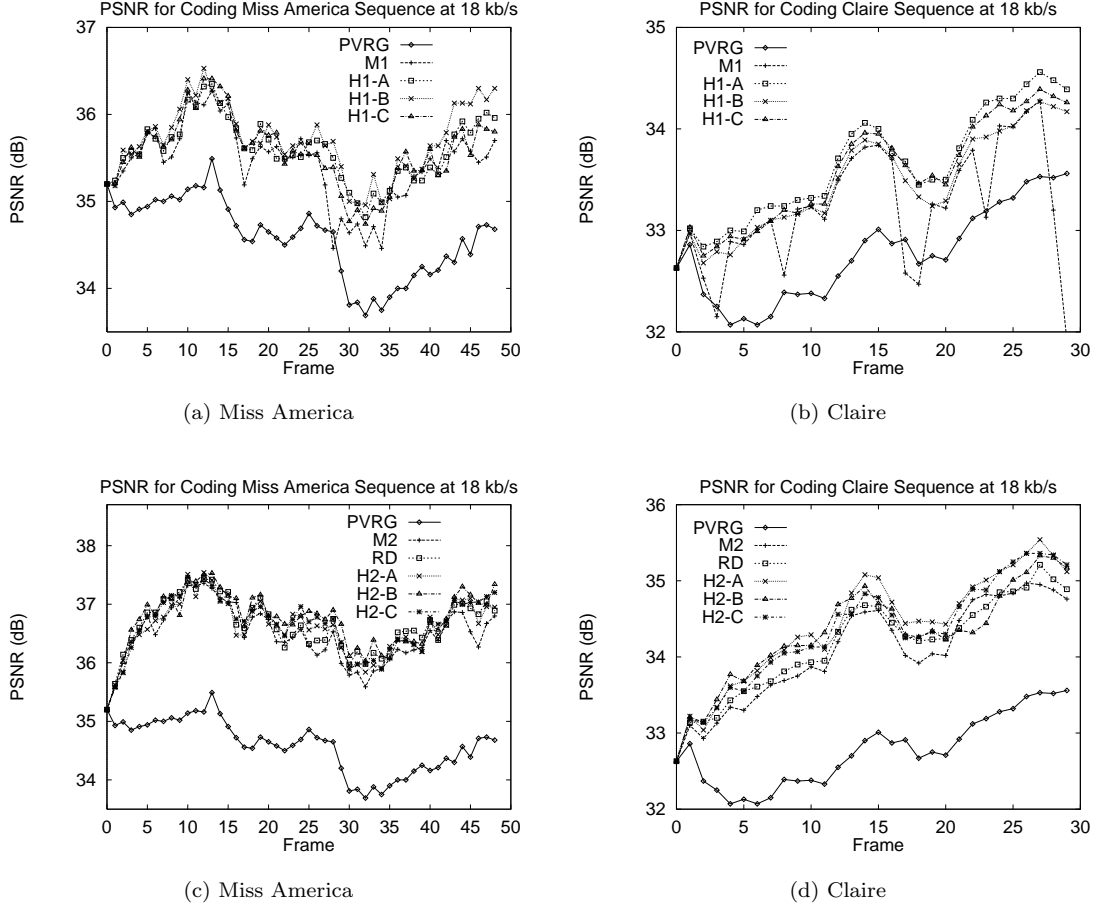 PSNR for Coding Miss America Sequence at 18 kb/s
37
36
35
34
PSNR (dB)
0 5 10 15 20 25 30 35 40 45 50
Frame
PVRG
M1
H1-A
H1-B
H1-C
(a) Miss America
PSNR for Coding Claire Sequence at 18 kb/s
35
34
33
32
PSNR (dB)
0 5 10 15 20 25 30
Frame
PVRG
M1
H1-A
H1-B
H1-C
(b) Claire
PSNR for Coding Miss America Sequence at 18 kb/s
38
37
36
35
34
PSNR (dB)
0 5 10 15 20 25 30 35 40 45 50
Frame
PVRG
M2
RD
H2-A
H2-B
H2-C
(c) Miss America
PSNR for Coding Claire Sequence at 18 kb/s
36
35
34
33
32
PSNR (dB)
0 5 10 15 20 25 30
Frame
PVRG
M2
RD
H2-A
H2-B
H2-C
(d) Claire